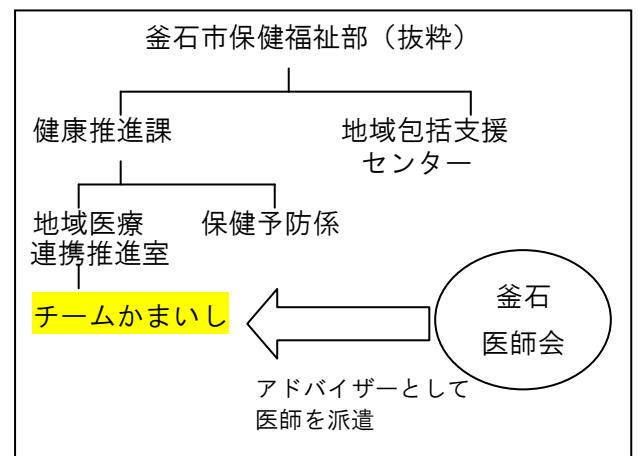 釜石市保健福祉部（抜粋）
健康推進課
地域包括支援
センター
地域医療
連携推進室
保健予防係
チームかまいし
釜石
医師会
アドバイザーとして
医師を派遣